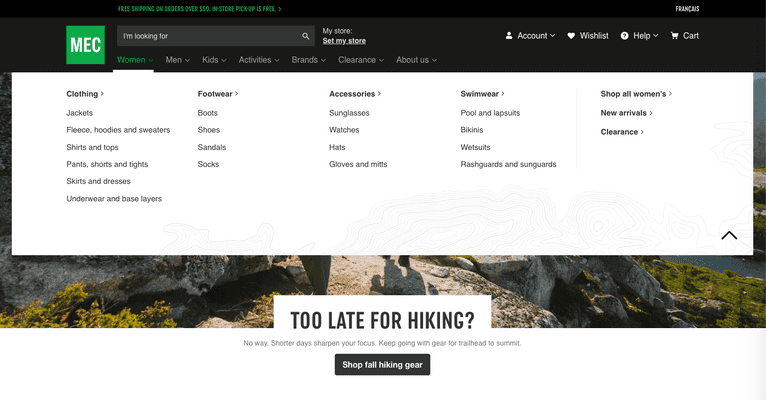 FREE SHIPPING ON ORDERS OVER $50. IN-STORE PICK-UP IS FREE.
FRANÇAIS
MEC
I'm looking for
My store:
Set my store
Account
Wishlist
Help
Cart
Women
Men
Kids
Activities
Brands
Clearance
About us
Clothing
Jackets
Fleece, hoodies and sweaters
Shirts and tops
Pants, shorts and tights
Skirts and dresses
Underwear and base layers
Footwear
Boots
Shoes
Sandals
Socks
Accessories
Sunglasses
Watches
Hats
Gloves and mitts
Swimwear
Pool and lapsuits
Bikinis
Wetsuits
Rashguards and sunguards
Shop all women's
New arrivals
Clearance
TOO LATE FOR HIKING?
No way. Shorter days sharpen your focus. Keep going with gear for trailhead to summit.
Shop fall hiking gear